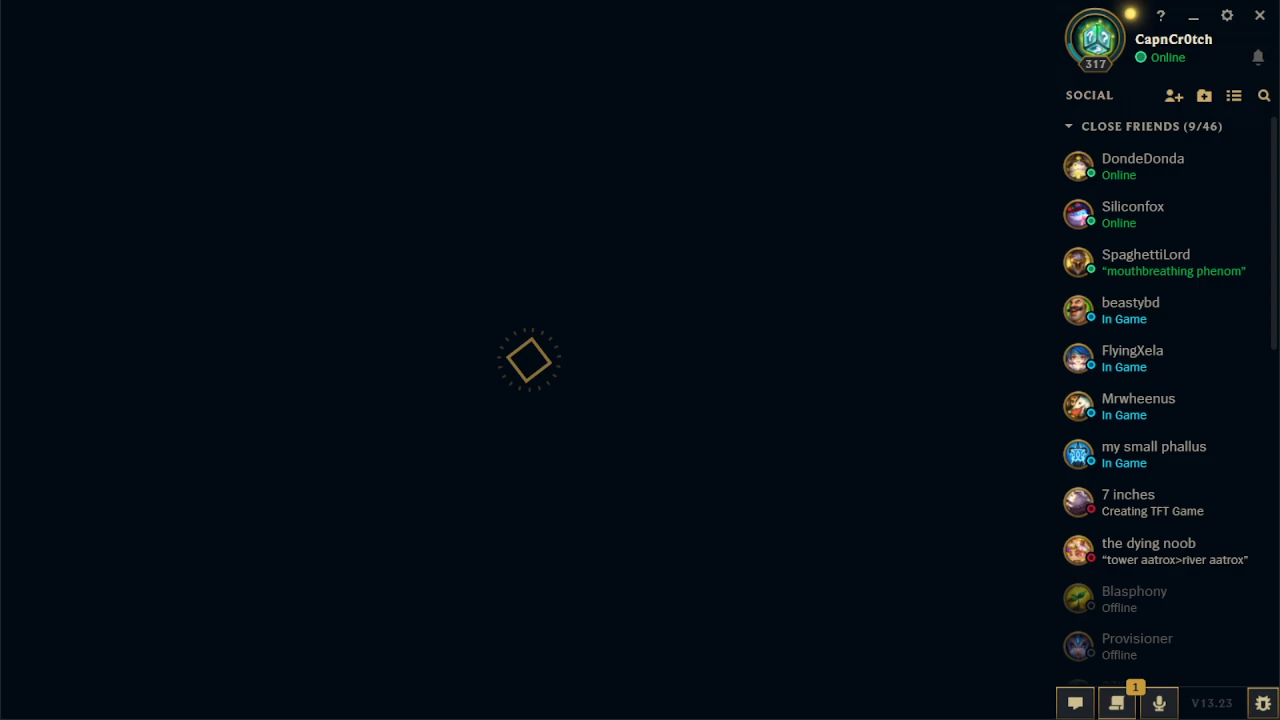 ?
CapnCr0tch
Online
317
SOCIAL
CLOSE FRIENDS (9/46)
DondeDonda
Online
Siliconfox
Online
SpaghettiLord
“mouthbreathing phenom”
beastybd
In Game
FlyingXela
In Game
Mrwheenus
In Game
my small phallus
In Game
7 inches
Creating TFT Game
the dying noob
“tower aatrox>river aatrox”
Blasphony
Offline
Provisioner
Offline
1
V13.23